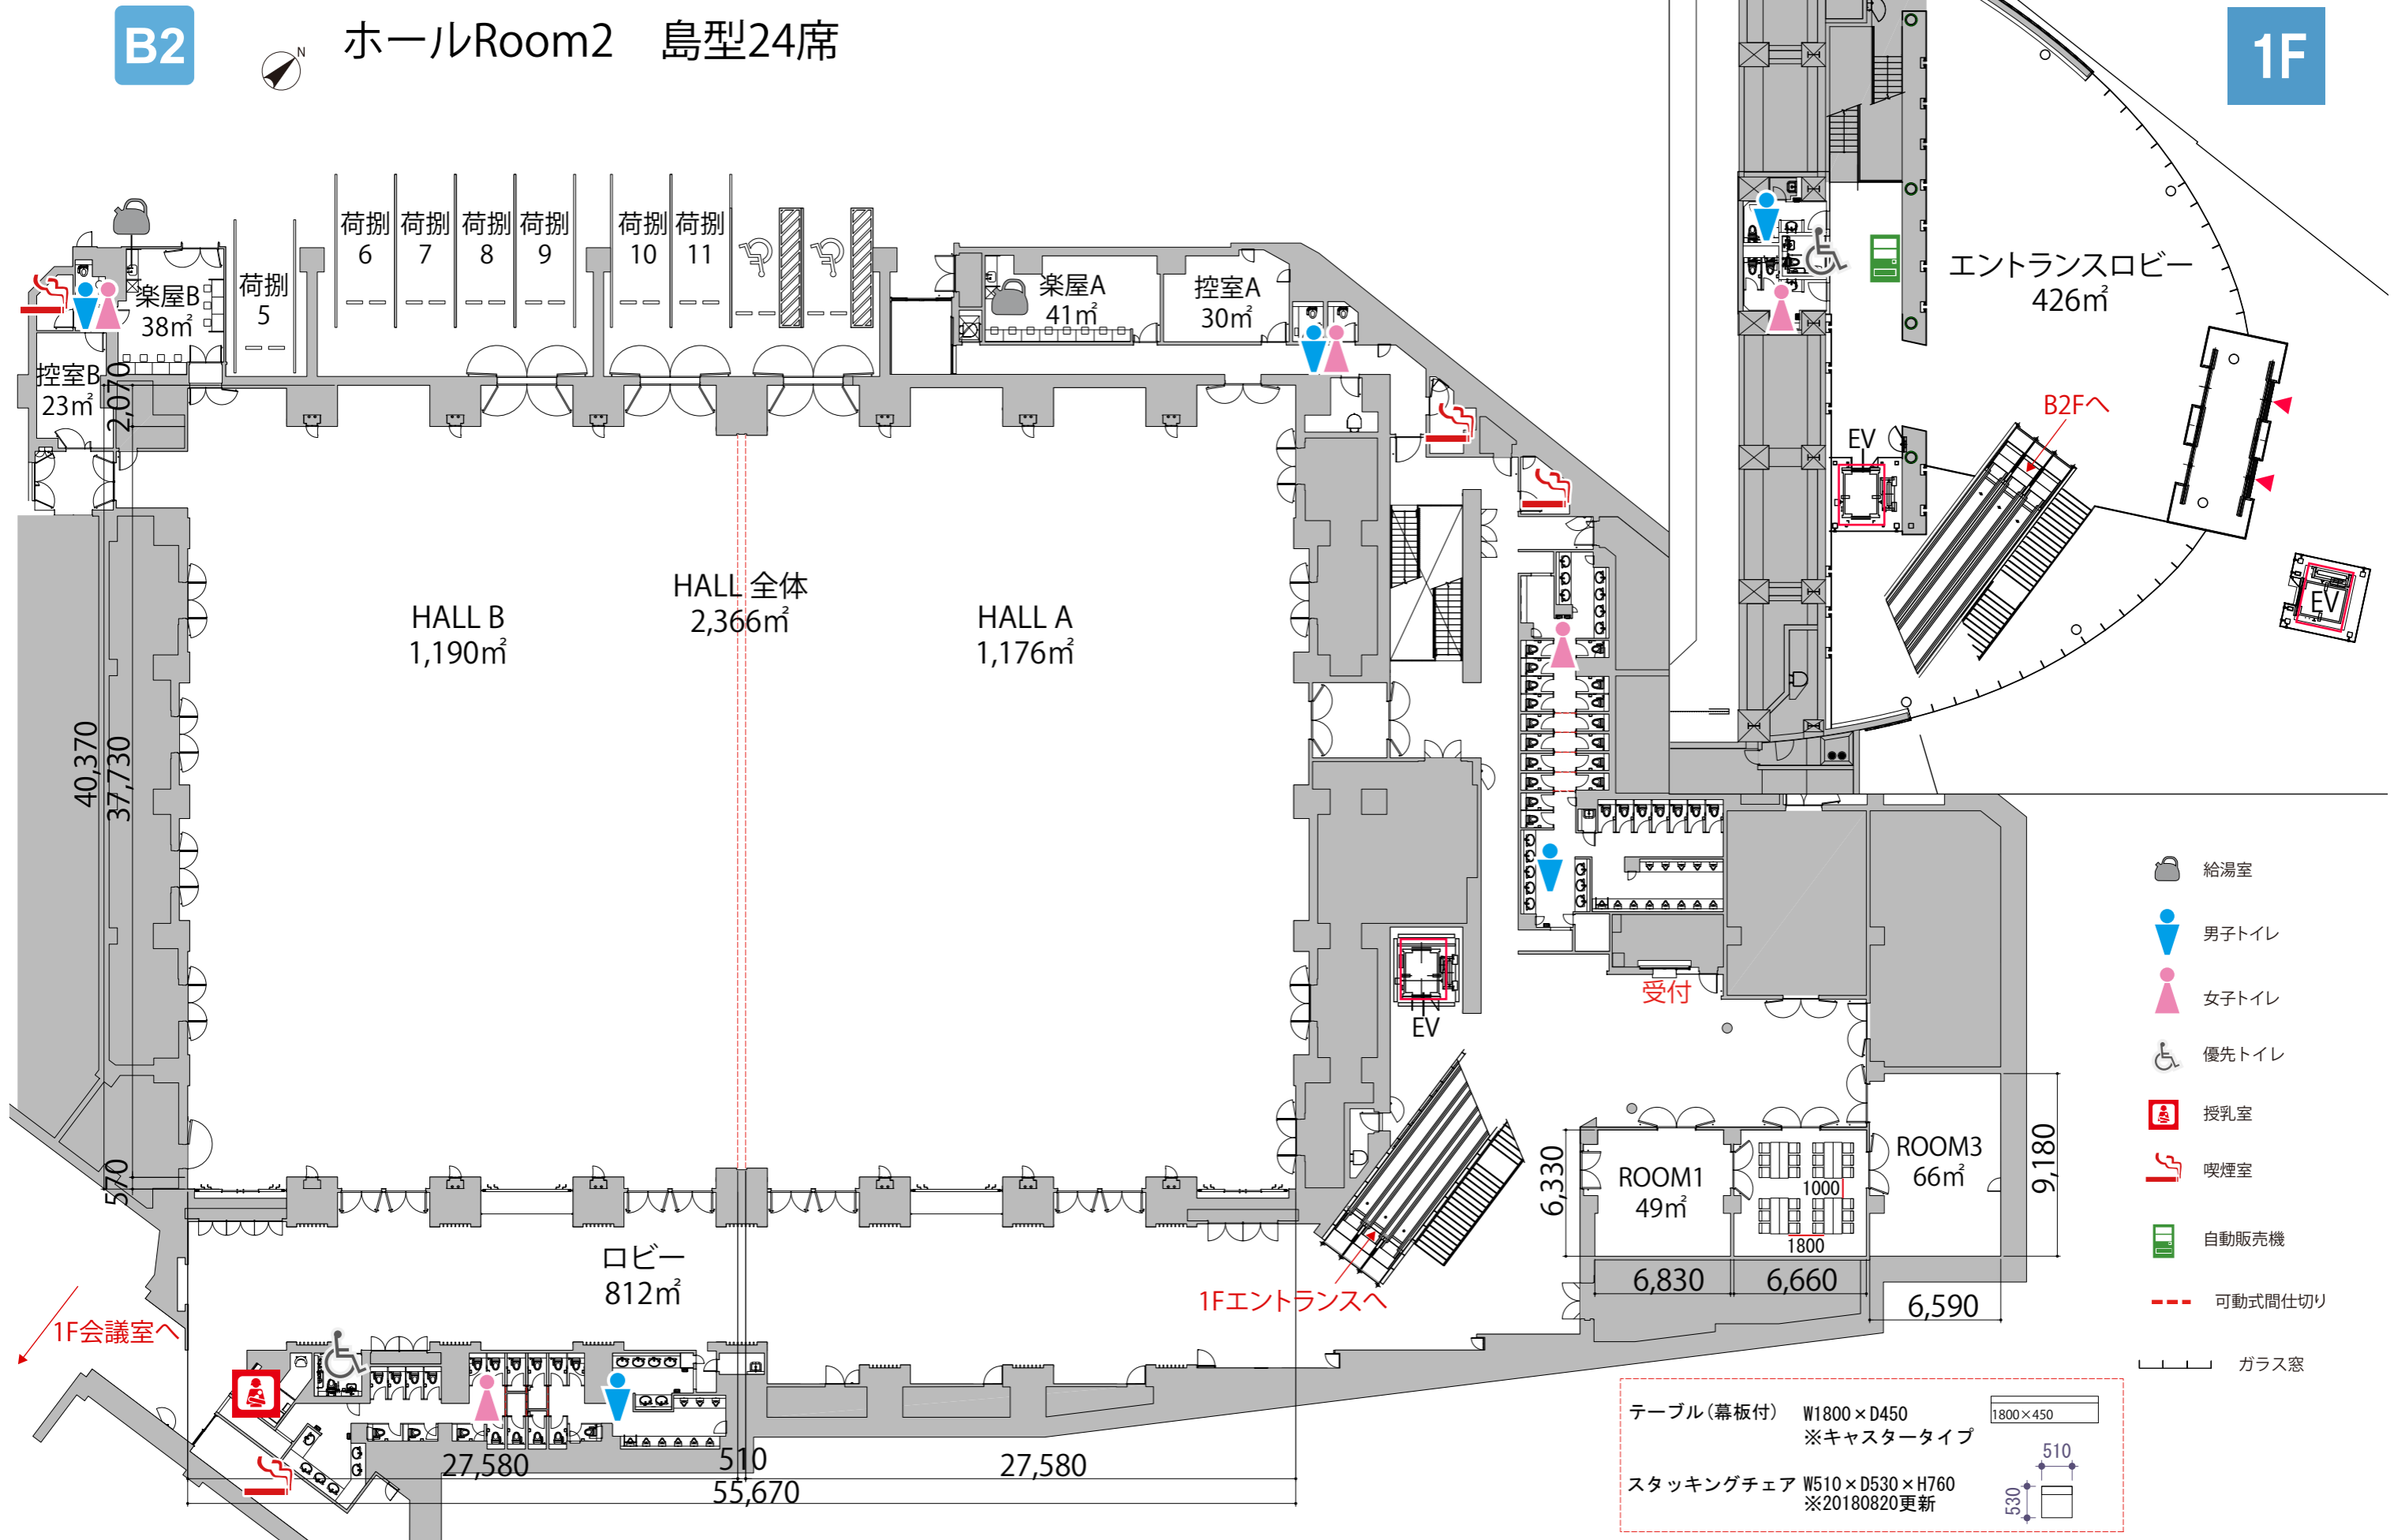 B2
N
ホールRoom2　島型24席
1F
荷捌
6
荷捌
7
荷捌
8
荷捌
9
荷捌
10
荷捌
11
荷捌
5
楽屋B
38㎡
控室B
23㎡
楽屋A
41㎡
控室A
30㎡
エントランスロビー
426㎡
B2Fへ
EV
EV
2,070
40,370
37,730
570
HALL B
1,190㎡
HALL 全体
2,366㎡
HALL A
1,176㎡
EV
受付
ROOM1
49㎡
1000
1800
ROOM3
66㎡
6,330
9,180
6,830
6,660
6,590
ロビー
812㎡
1Fエントランスへ
1F会議室へ
27,580
510
27,580
55,670
給湯室
男子トイレ
女子トイレ
優先トイレ
授乳室
喫煙室
自動販売機
可動式間仕切り
ガラス窓
テーブル(幕板付)　W1800×D450
※キャスタータイプ
1800×450
スタッキングチェア W510×D530×H760
※20180820更新
510
530